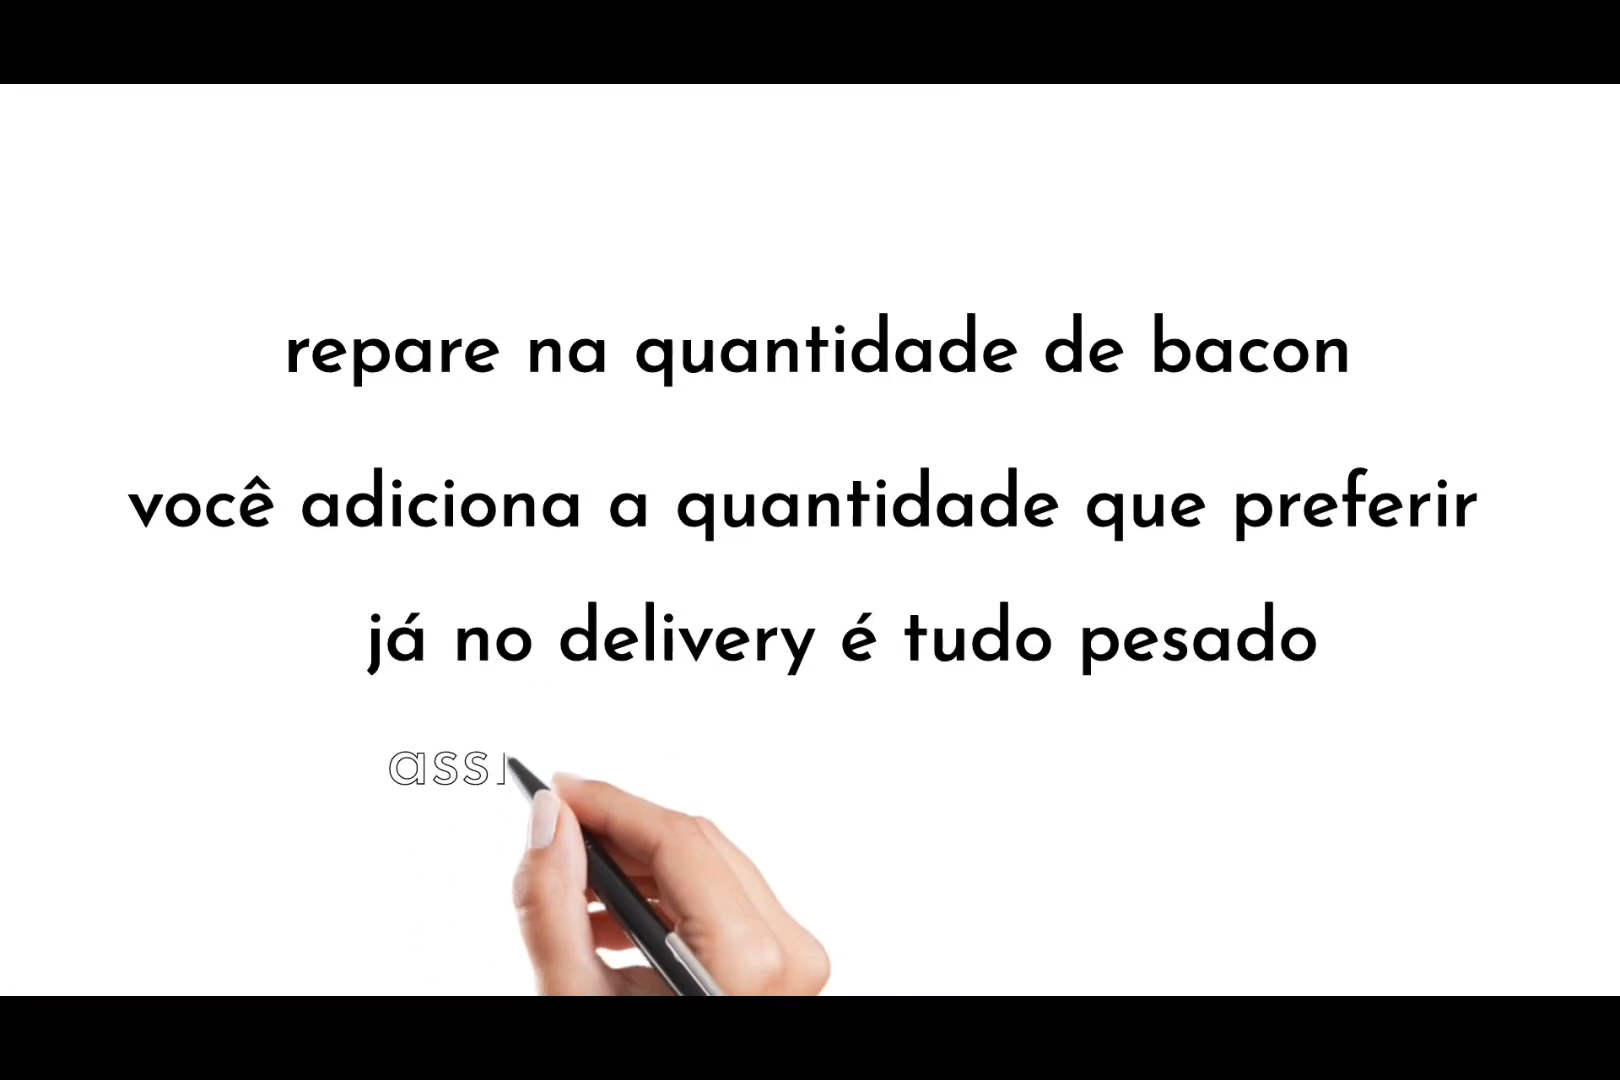 repare na quantidade de bacon
você adiciona a quantidade que preferir
já no delivery é tudo pesado
ass